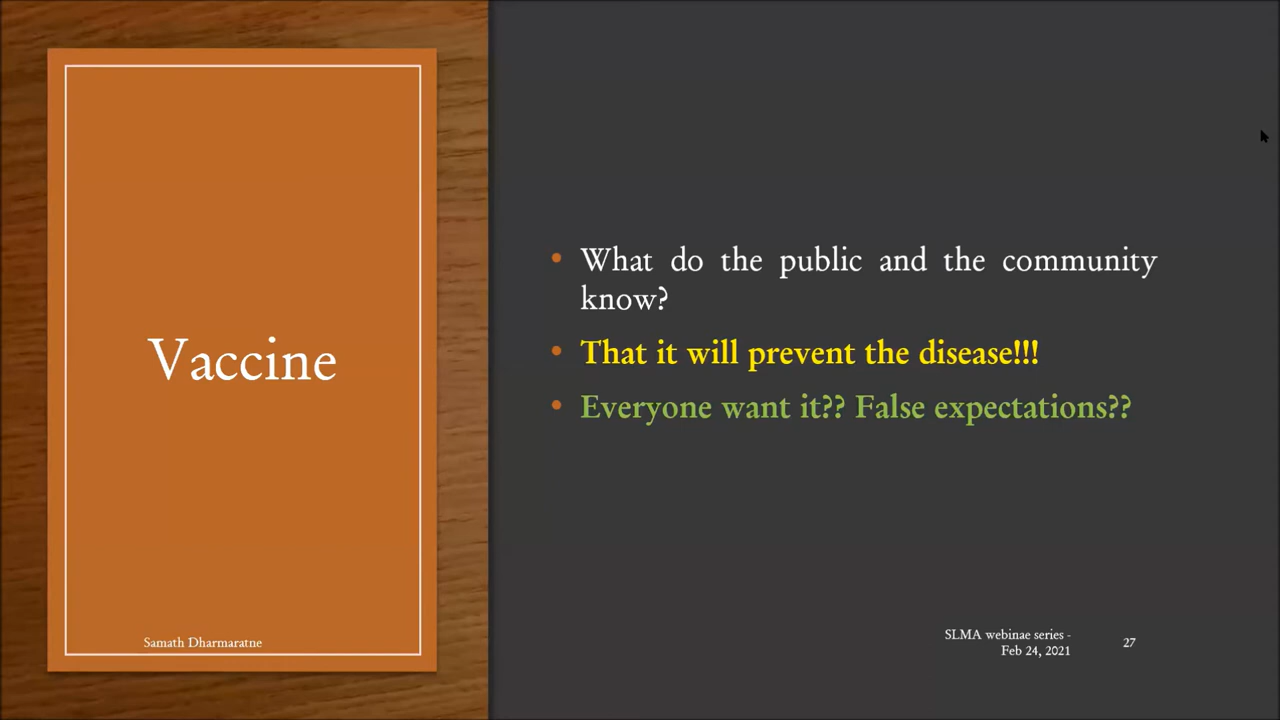 Vaccine
Samath Dharmaratne
• What do the public and the community
know?
• That it will prevent the disease!!!
• Everyone want it?? False expectations??
SLMA webinae series -
Feb 24, 2021
27